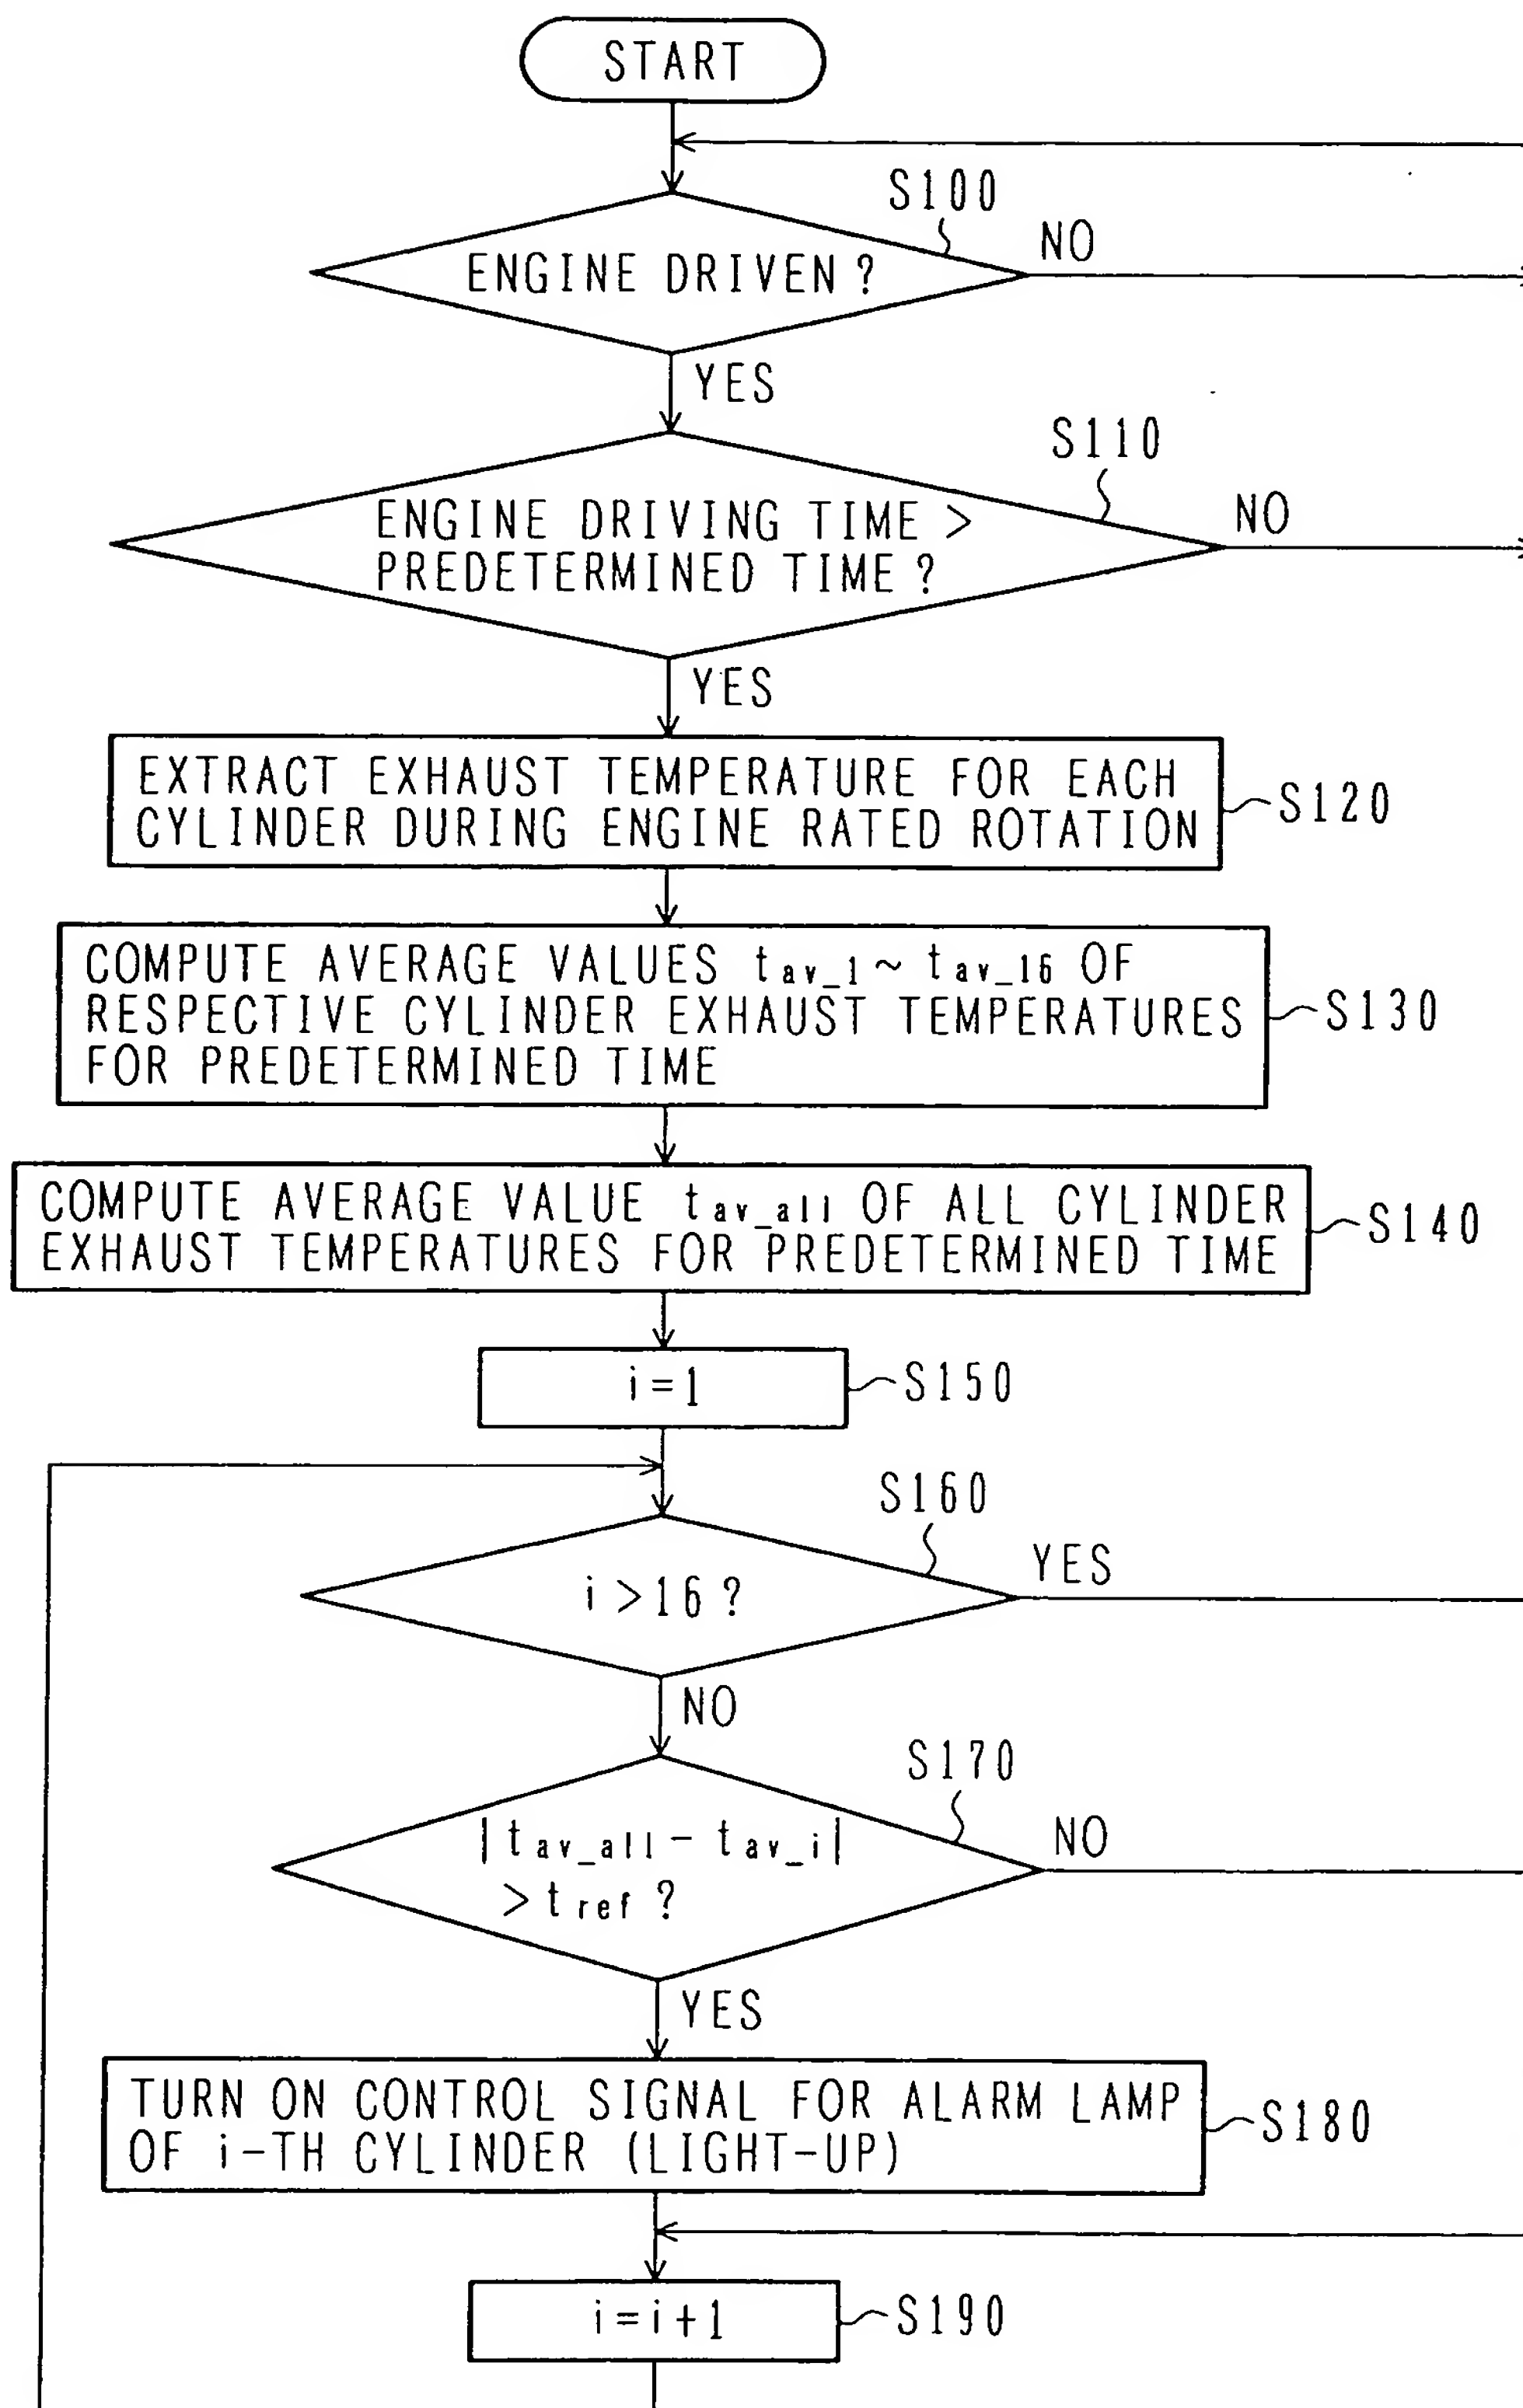 START
S100
NO
ENGINE DRIVEN ?
YES
S110
NO
ENGINE DRIVING TIME >
PREDETERMINED TIME ?
YES
EXTRACT EXHAUST TEMPERATURE FOR EACH
CYLINDER DURING ENGINE RATED ROTATION
S120
COMPUTE AVERAGE VALUES tav_1 ~ tav_16 OF
RESPECTIVE CYLINDER EXHAUST TEMPERATURES
FOR PREDETERMINED TIME
S130
COMPUTE AVERAGE VALUE tav_all OF ALL CYLINDER
EXHAUST TEMPERATURES FOR PREDETERMINED TIME
S140
i=1
S150
S160
YES
i>16 ?
NO
S170
NO
|tav_all - tav_i|
> tref ?
YES
TURN ON CONTROL SIGNAL FOR ALARM LAMP
OF i-TH CYLINDER (LIGHT-UP)
S180
i=i+1
S190